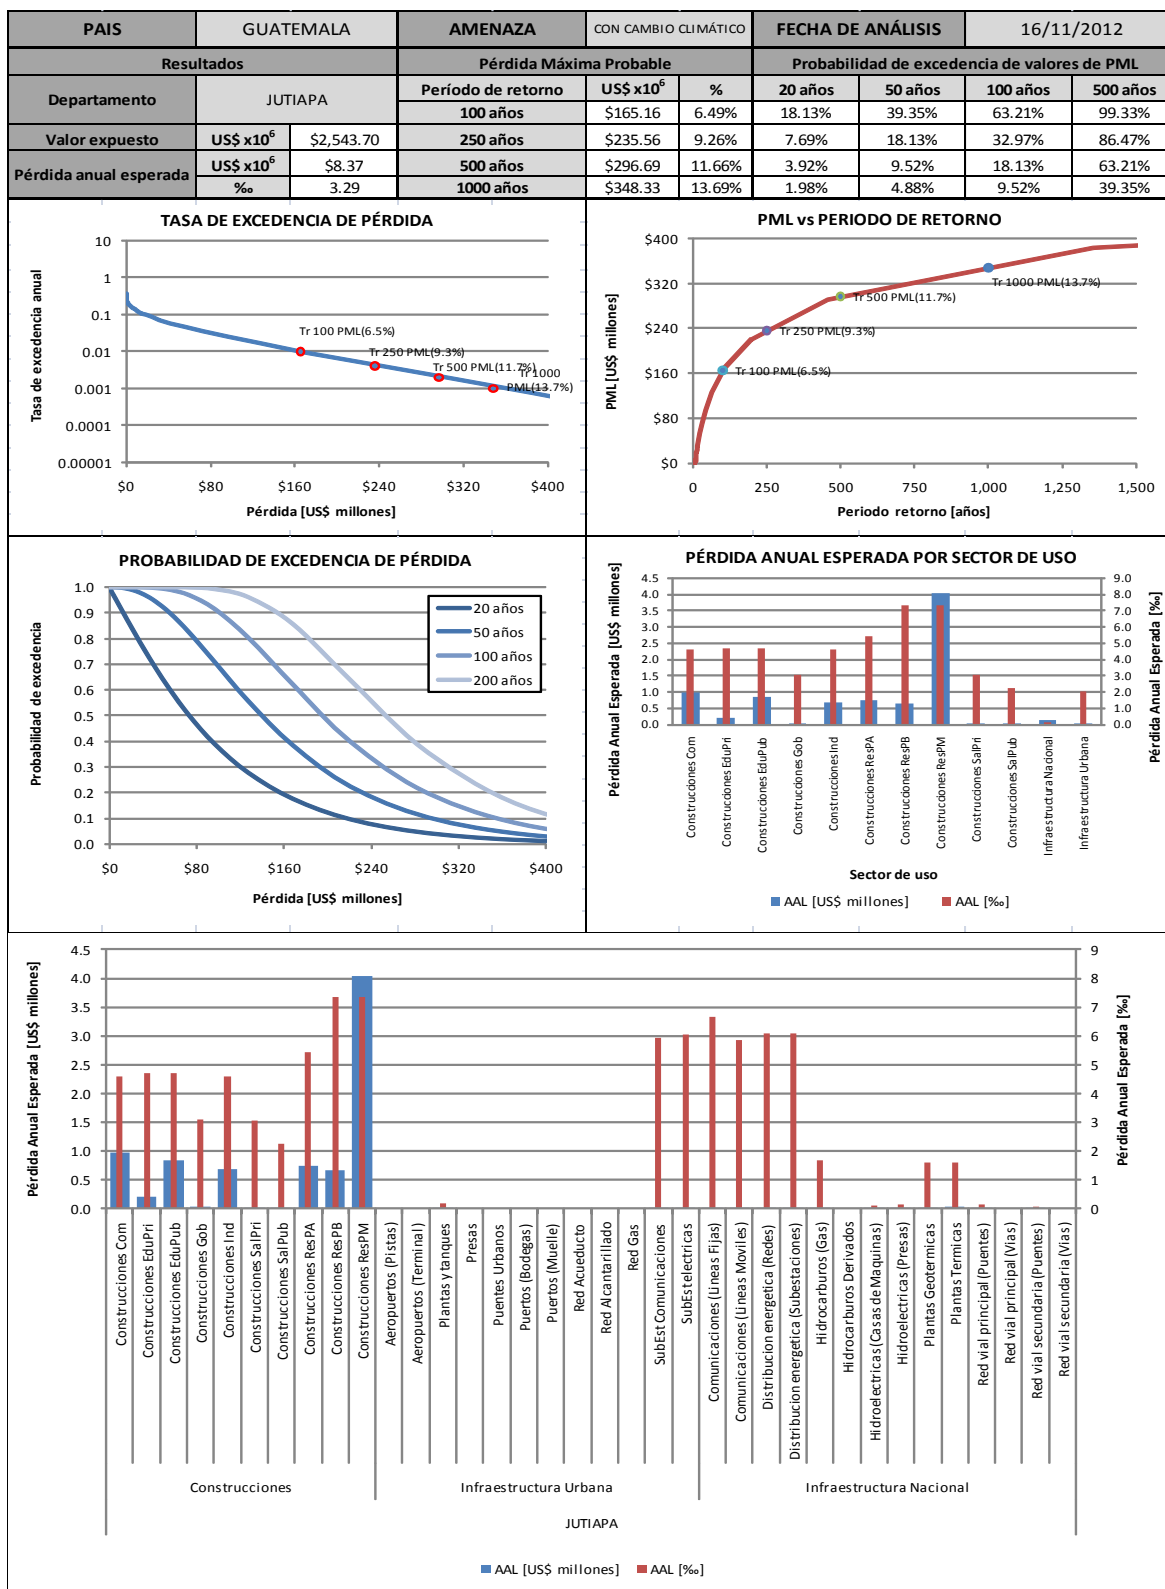 PAIS GUATEMALA AMENAZA CON CAMBIO CLIMÁTICO FECHA DE ANÁLISIS 16/11/2012
Resultados Pérdida Máxima Probable Probabilidad de excedencia de valores de PML
Departamento JUTIAPA Período de retorno US$ x10⁶ % 20 años 50 años 100 años 500 años
100 años $165.16 6.49% 18.13% 39.35% 63.21% 99.33%
Valor expuesto US$ x10⁶ $2,543.70 250 años $235.56 9.26% 7.69% 18.13% 32.97% 86.47%
Pérdida anual esperada US$ x10⁶ $8.37 500 años $296.69 11.66% 3.92% 9.52% 18.13% 63.21%
‰ 3.29 1000 años $348.33 13.69% 1.98% 4.88% 9.52% 39.35%
TASA DE EXCEDENCIA DE PÉRDIDA
Tasa de excedencia anual
10
1
0.1
0.01
0.001
0.0001
0.00001
Tr 100 PML(6.5%)
Tr 250 PML(9.3%)
Tr 500 PML(11.7%)
Tr 1000
PML(13.7%)
$0 $80 $160 $240 $320 $400
Pérdida [US$ millones]
PML vs PERIODO DE RETORNO
PML [US$ millones]
$400
$320
$240
$160
$80
$0
Tr 1000 PML(13.7%)
Tr 500 PML(11.7%)
Tr 250 PML(9.3%)
Tr 100 PML(6.5%)
0 250 500 750 1,000 1,250 1,500
Periodo retorno [años]
PROBABILIDAD DE EXCEDENCIA DE PÉRDIDA
Probabilidad de excedencia
1.0
0.9
0.8
0.7
0.6
0.5
0.4
0.3
0.2
0.1
0.0
20 años
50 años
100 años
200 años
$0 $80 $160 $240 $320 $400
Pérdida [US$ millones]
PÉRDIDA ANUAL ESPERADA POR SECTOR DE USO
Pérdida Anual Esperada [US$ millones]
4.5
4.0
3.5
3.0
2.5
2.0
1.5
1.0
0.5
0.0
9.0
8.0
7.0
6.0
5.0
4.0
3.0
2.0
1.0
0.0
Pérdida Anual Esperada [‰]
Construcciones Com
Construcciones EduPri
Construcciones EduPub
Construcciones Gob
Construcciones Ind
Construcciones ResPA
Construcciones ResPB
Construcciones ResPM
Construcciones SalPri
Construcciones SalPub
Infraestructura Nacional
Infraestructura Urbana
Sector de uso
AAL [US$ millones] AAL [‰]
Pérdida Anual Esperada [US$ millones]
4.5
4.0
3.5
3.0
2.5
2.0
1.5
1.0
0.5
0.0
9
8
7
6
5
4
3
2
1
0
Pérdida Anual Esperada [‰]
Construcciones Com
Construcciones EduPri
Construcciones EduPub
Construcciones Gob
Construcciones Ind
Construcciones SalPri
Construcciones SalPub
Construcciones ResPA
Construcciones ResPB
Construcciones ResPM
Aeropuertos (Pistas)
Aeropuertos (Terminal)
Plantas y tanques
Presas
Puentes Urbanos
Puertos (Bodegas)
Puertos (Muelle)
Red Acueducto
Red Alcantarillado
Red Gas
SubEst Comunicaciones
SubEst electricas
Comunicaciones (Lineas Fijas)
Comunicaciones (Lineas Moviles)
Distribucion energetica (Redes)
Distribucion energetica (Subestaciones)
Hidrocarburos (Gas)
Hidrocarburos Derivados
Hidroelectricas (Casas de Maquinas)
Hidroelectricas (Presas)
Plantas Geotermicas
Plantas Termicas
Red vial principal (Puentes)
Red vial principal (Vias)
Red vial secundaria (Puentes)
Red vial secundaria (Vias)
Construcciones Infraestructura Urbana Infraestructura Nacional
JUTIAPA
AAL [US$ millones] AAL [‰]